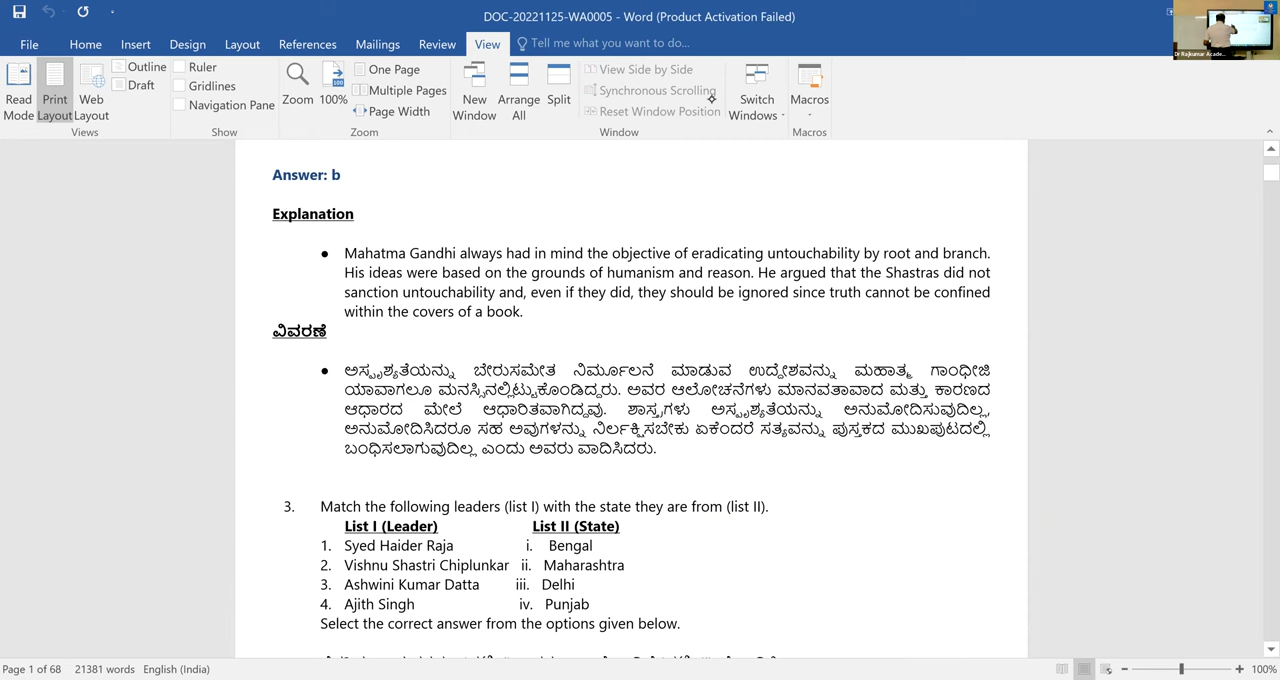 DOC-20221125-WA0005 - Word (Product Activation Failed)
File Home Insert Design Layout References Mailings Review View Tell me what you want to do...
Read Mode
Print Layout
Web Layout
Outline
Draft
Views
Ruler
Gridlines
Navigation Pane
Show
Zoom
100%
One Page
Multiple Pages
Page Width
Zoom
New Window
Arrange All
Split
View Side by Side
Synchronous Scrolling
Reset Window Position
Window
Switch Windows
Macros
Macros
Dr Rajkumar Acade...
Answer: b
Explanation
● Mahatma Gandhi always had in mind the objective of eradicating untouchability by root and branch.
His ideas were based on the grounds of humanism and reason. He argued that the Shastras did not
sanction untouchability and, even if they did, they should be ignored since truth cannot be confined
within the covers of a book.
ವಿವರಣೆ
● ಅಸ್ಪೃಶ್ಯತೆಯನ್ನು ಬೇರುಸಮೇತ ನಿರ್ಮೂಲನೆ ಮಾಡುವ ಉದ್ದೇಶವನ್ನು ಮಹಾತ್ಮ ಗಾಂಧೀಜಿ
ಯಾವಾಗಲೂ ಮನಸ್ಸಿನಲ್ಲಿಟ್ಟುಕೊಂಡಿದ್ದರು. ಅವರ ಆಲೋಚನೆಗಳು ಮಾನವತಾವಾದ ಮತ್ತು ಕಾರಣದ
ಆಧಾರದ ಮೇಲೆ ಆಧಾರಿತವಾಗಿದ್ದವು. ಶಾಸ್ತ್ರಗಳು ಅಸ್ಪೃಶ್ಯತೆಯನ್ನು ಅನುಮೋದಿಸುವುದಿಲ್ಲ,
ಅನುಮೋದಿಸಿದರೂ ಸಹ ಅವುಗಳನ್ನು ನಿರ್ಲಕ್ಷಿಸಬೇಕು ಏಕೆಂದರೆ ಸತ್ಯವನ್ನು ಪುಸ್ತಕದ ಮುಖಪುಟದಲ್ಲಿ
ಬಂಧಿಸಲಾಗುವುದಿಲ್ಲ ಎಂದು ಅವರು ವಾದಿಸಿದರು.
3. Match the following leaders (list I) with the state they are from (list II).
List I (Leader) List II (State)
1. Syed Haider Raja i. Bengal
2. Vishnu Shastri Chiplunkar ii. Maharashtra
3. Ashwini Kumar Datta iii. Delhi
4. Ajith Singh iv. Punjab
Select the correct answer from the options given below.
Page 1 of 68 21381 words English (India) 100%